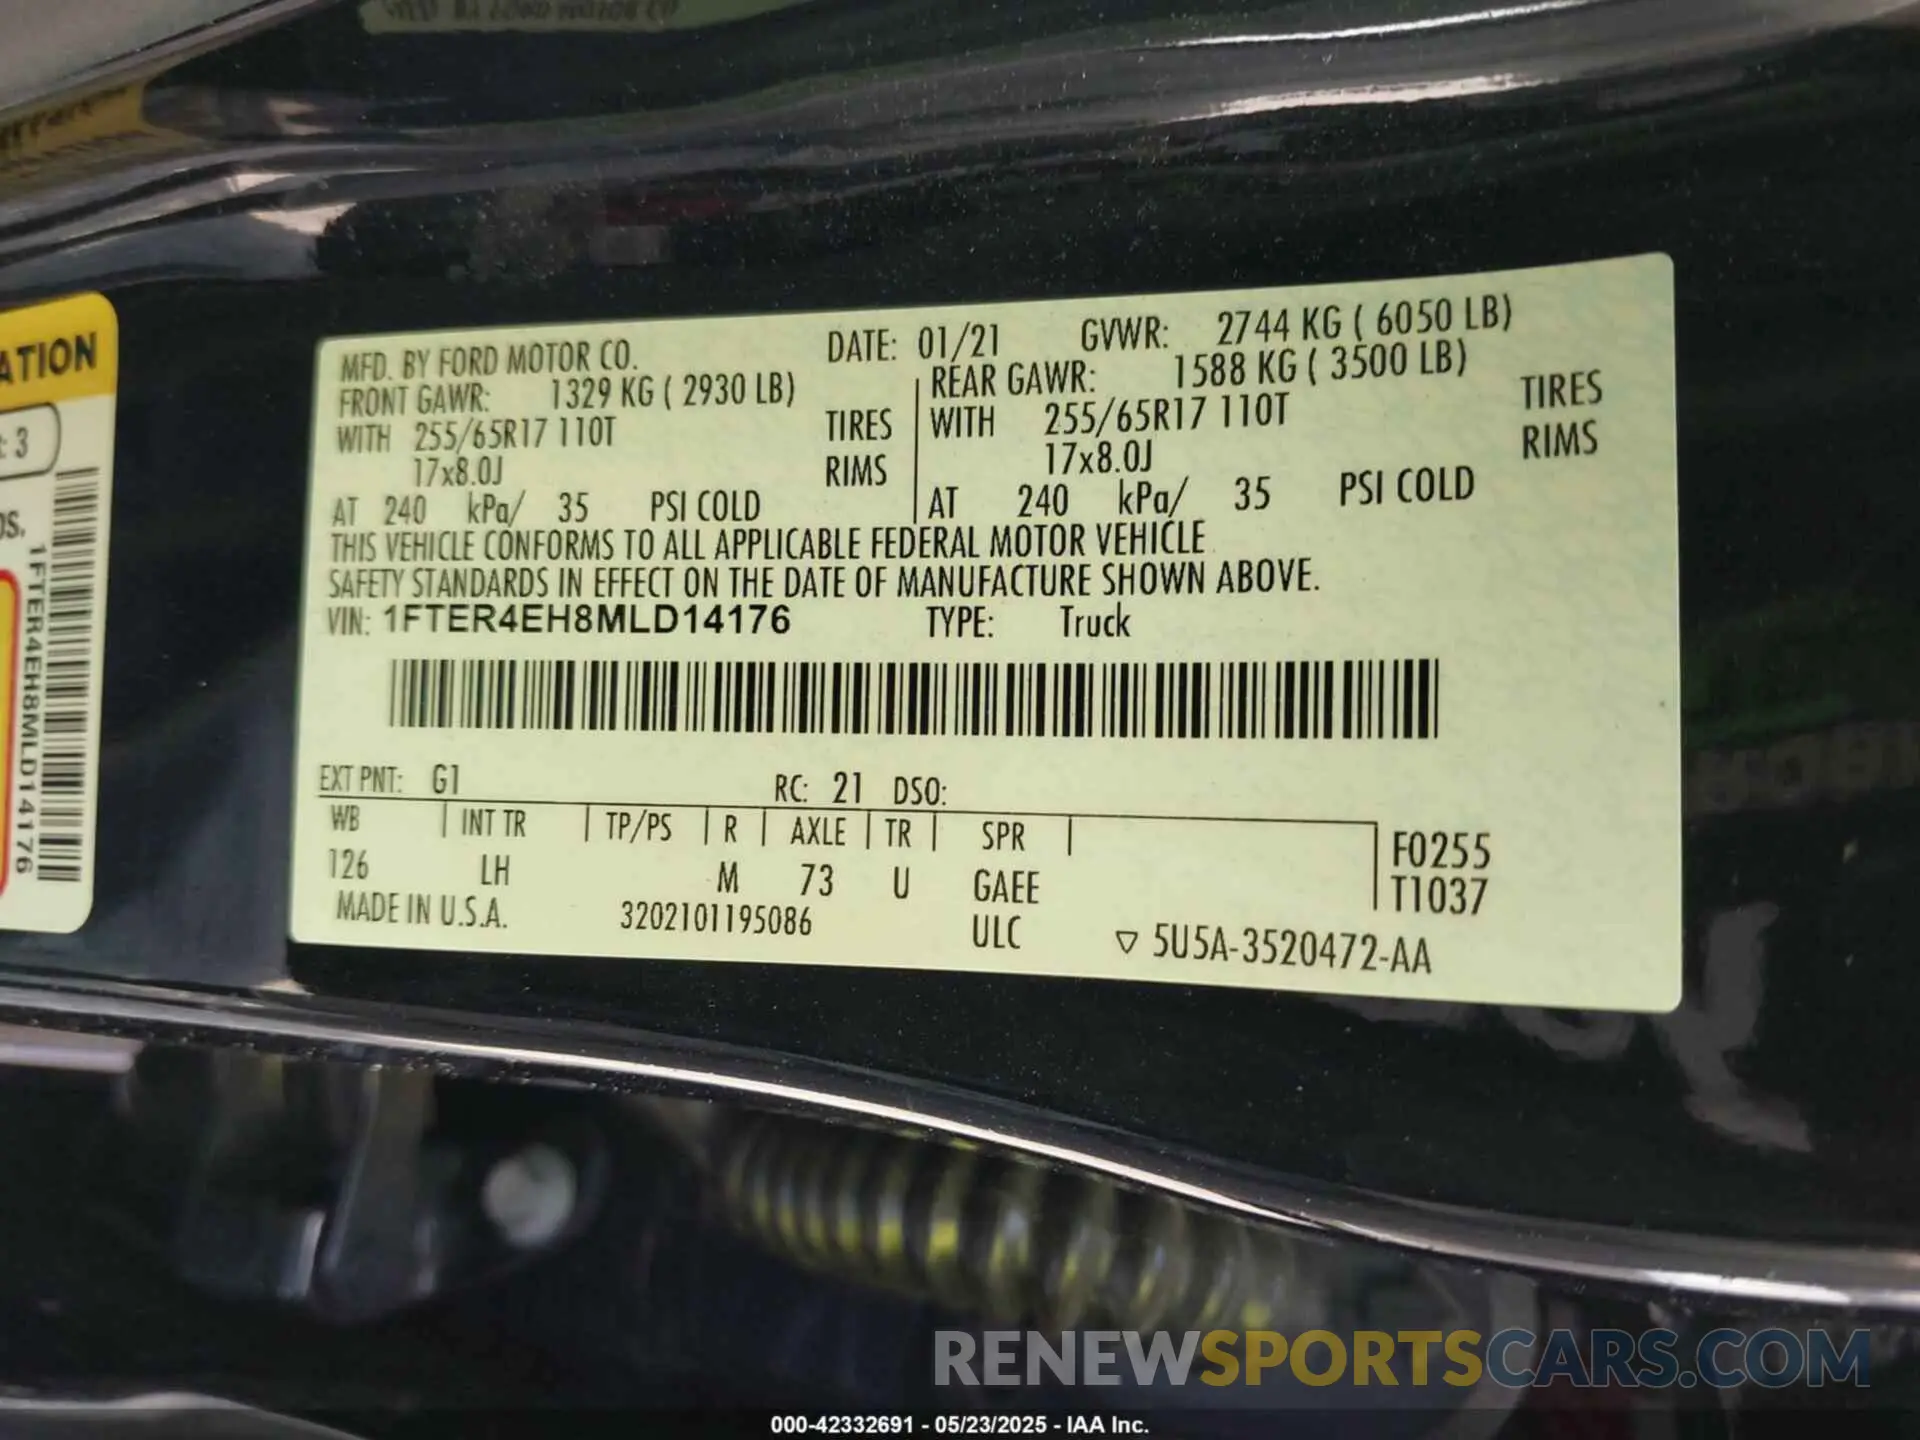 MFD. BY FORD MOTOR CO. DATE: 01/21 GVWR: 2744 KG ( 6050 LB)
FRONT GAWR: 1329 KG ( 2930 LB) REAR GAWR: 1588 KG ( 3500 LB)
WITH 255/65R17 110T TIRES WITH 255/65R17 110T TIRES
17x8.0J RIMS 17x8.0J RIMS
AT 240 kPa/ 35 PSI COLD AT 240 kPa/ 35 PSI COLD
THIS VEHICLE CONFORMS TO ALL APPLICABLE FEDERAL MOTOR VEHICLE
SAFETY STANDARDS IN EFFECT ON THE DATE OF MANUFACTURE SHOWN ABOVE.
VIN: 1FTER4EH8MLD14176 TYPE: Truck
EXT PNT: G1 RC: 21 DSO:
WB INT TR TP/PS R AXLE TR SPR
126 LH M 73 U GAEE
F0255
T1037
MADE IN U.S.A. 3202101195086 ULC ▽ 5U5A-3520472-AA
ATION
: 3
1FTER4EH8MLD14176
RENEWSPORTSCARS.COM
000-42332691 - 05/23/2025 - IAA Inc.